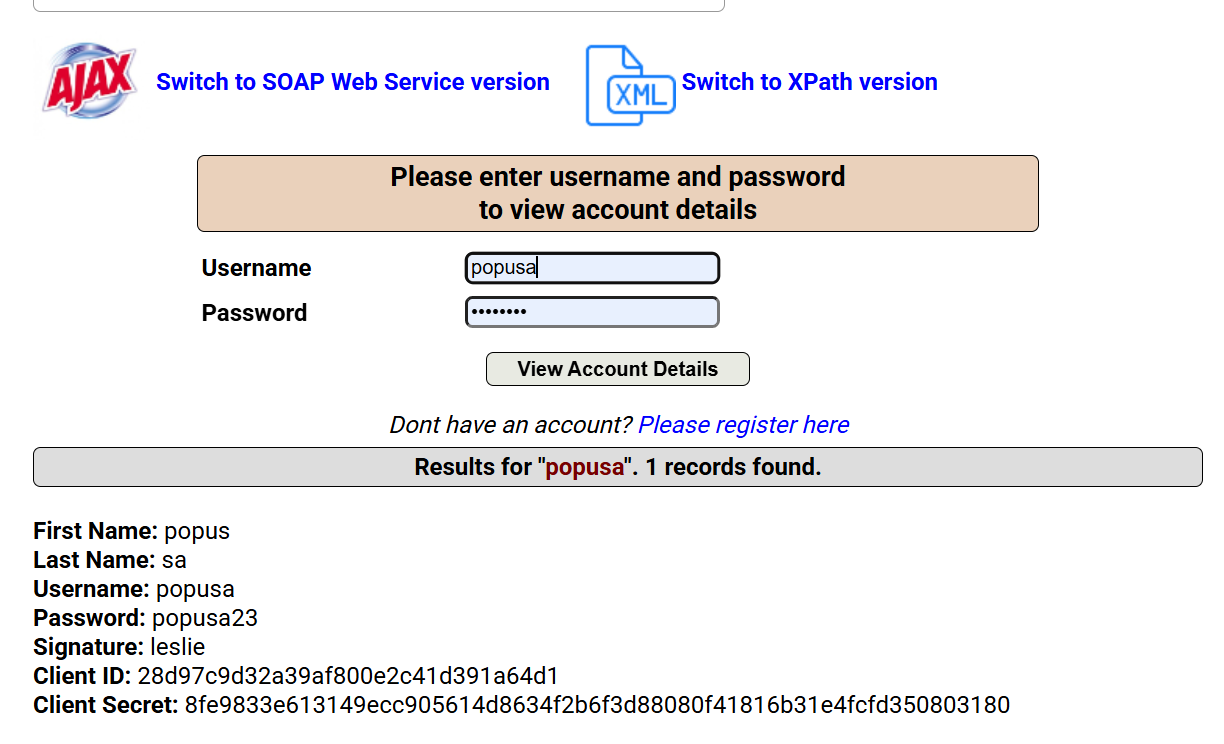 AJAX Switch to SOAP Web Service version XML Switch to XPath version
Please enter username and password
to view account details
Username popusa
Password ••••••••
View Account Details
Dont have an account? Please register here
Results for "popusa". 1 records found.
First Name: popus
Last Name: sa
Username: popusa
Password: popusa23
Signature: leslie
Client ID: 28d97c9d32a39af800e2c41d391a64d1
Client Secret: 8fe9833e613149ecc905614d8634f2b6f3d88080f41816b31e4fcfd350803180